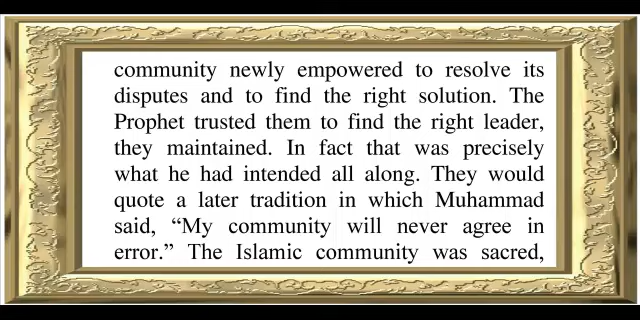 community newly empowered to resolve its
disputes and to find the right solution. The
Prophet trusted them to find the right leader,
they maintained. In fact that was precisely
what he had intended all along. They would
quote a later tradition in which Muhammad
said, “My community will never agree in
error.” The Islamic community was sacred,